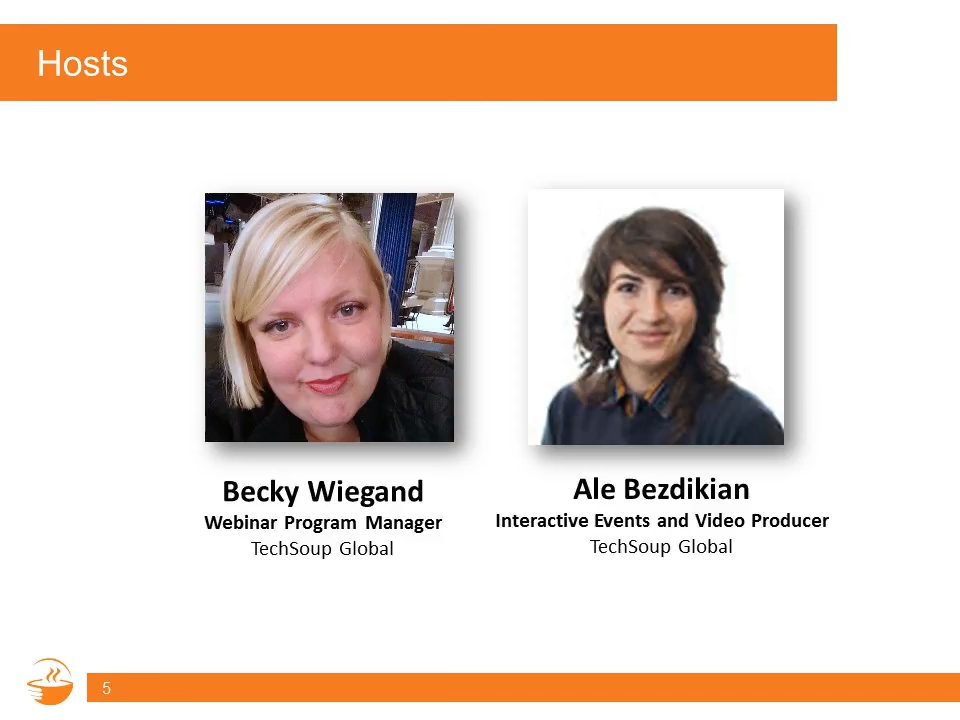 Hosts
Becky Wiegand
Webinar Program Manager
TechSoup Global
Ale Bezdikian
Interactive Events and Video Producer
TechSoup Global
5